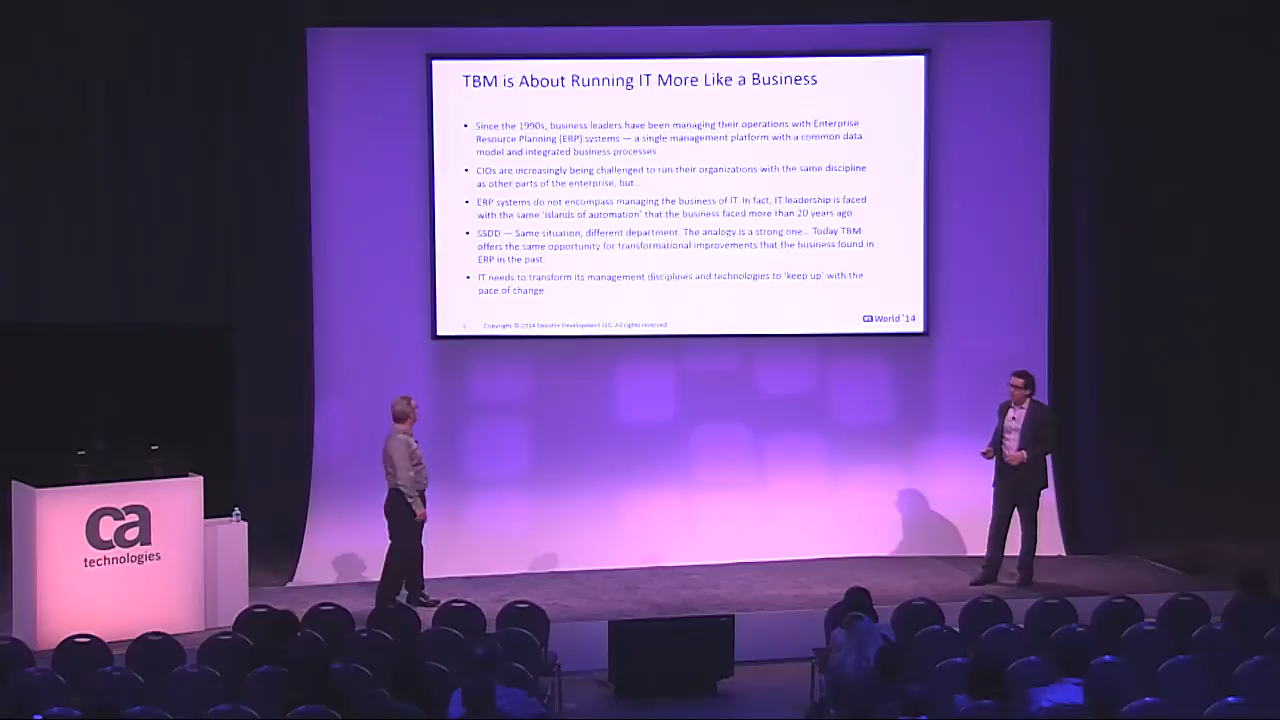 TBM is About Running IT More Like a Business
• Since the 1990s, business leaders have been managing their operations with Enterprise
Resource Planning (ERP) systems — a single management platform with a common data
model and integrated business processes.
• CIOs are increasingly being challenged to run their organizations with the same discipline
as other parts of the enterprise, but...
• ERP systems do not encompass managing the business of IT. In fact, IT leadership is faced
with the same 'islands of automation' that the business faced more than 20 years ago.
• SSDD — Same situation, different department. The analogy is a strong one... Today TBM
offers the same opportunity for transformational improvements that the business found in
ERP in the past.
• IT needs to transform its management disciplines and technologies to 'keep up' with the
pace of change.
Copyright © 2014 Deloitte Development LLC. All rights reserved.
ca World '14
ca
technologies